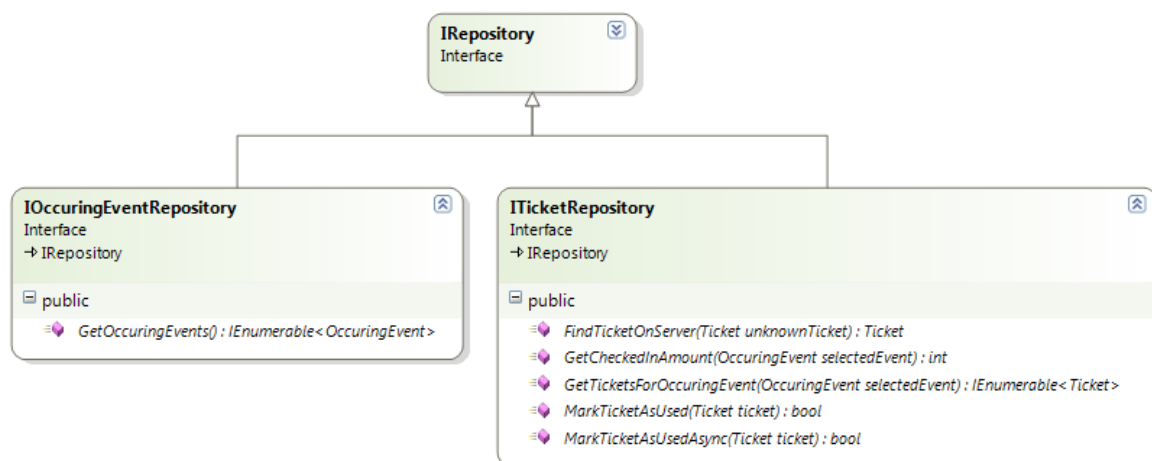 IRepository
Interface
IOccuringEventRepository
Interface
IRepository
public
GetOccuringEvents() : IEnumerable<OccuringEvent>
ITicketRepository
Interface
IRepository
public
FindTicketOnServer(Ticket unknownTicket) : Ticket
GetCheckedInAmount(OccuringEvent selectedEvent) : int
GetTicketsForOccuringEvent(OccuringEvent selectedEvent) : IEnumerable<Ticket>
MarkTicketAsUsed(Ticket ticket) : bool
MarkTicketAsUsedAsync(Ticket ticket) : bool